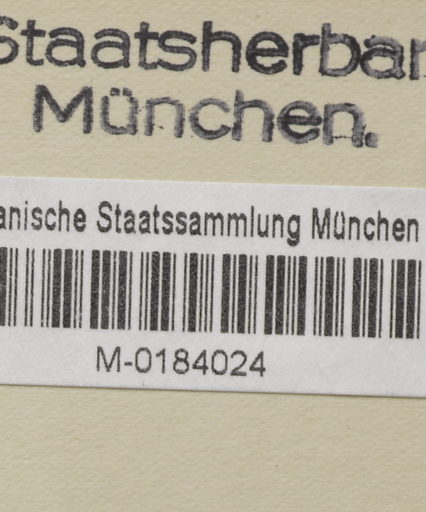 Staatsherbar
München.
anische Staatssammlung München
M-0184024